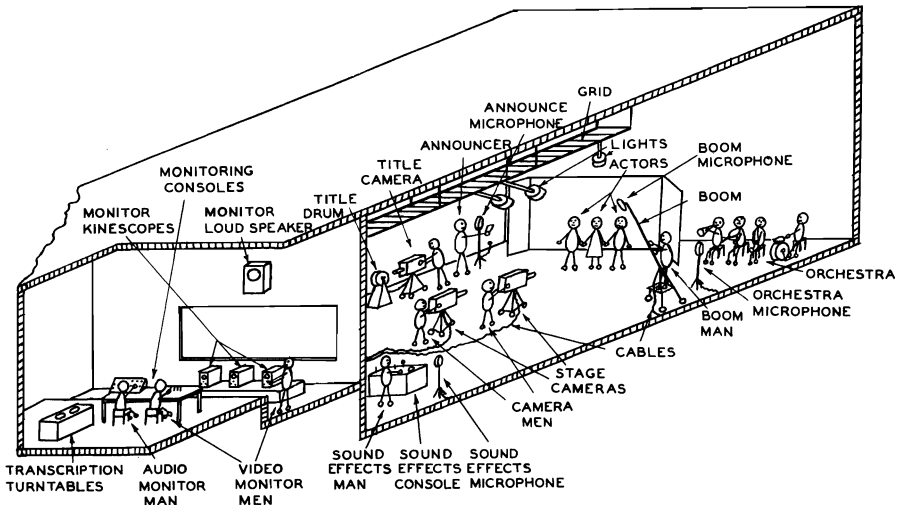 GRID
ANNOUNCE
MICROPHONE
ANNOUNCER
LIGHTS
ACTORS
BOOM
MICROPHONE
TITLE
CAMERA
MONITORING
CONSOLES
TITLE
DRUM
BOOM
MONITOR
KINESCOPES
MONITOR
LOUD SPEAKER
ORCHESTRA
ORCHESTRA
MICROPHONE
BOOM
MAN
CABLES
STAGE
CAMERAS
CAMERA
MEN
TRANSCRIPTION
TURNTABLES
AUDIO
MONITOR
MAN
VIDEO
MONITOR
MEN
SOUND
EFFECTS
MAN
SOUND
EFFECTS
CONSOLE
SOUND
EFFECTS
MICROPHONE